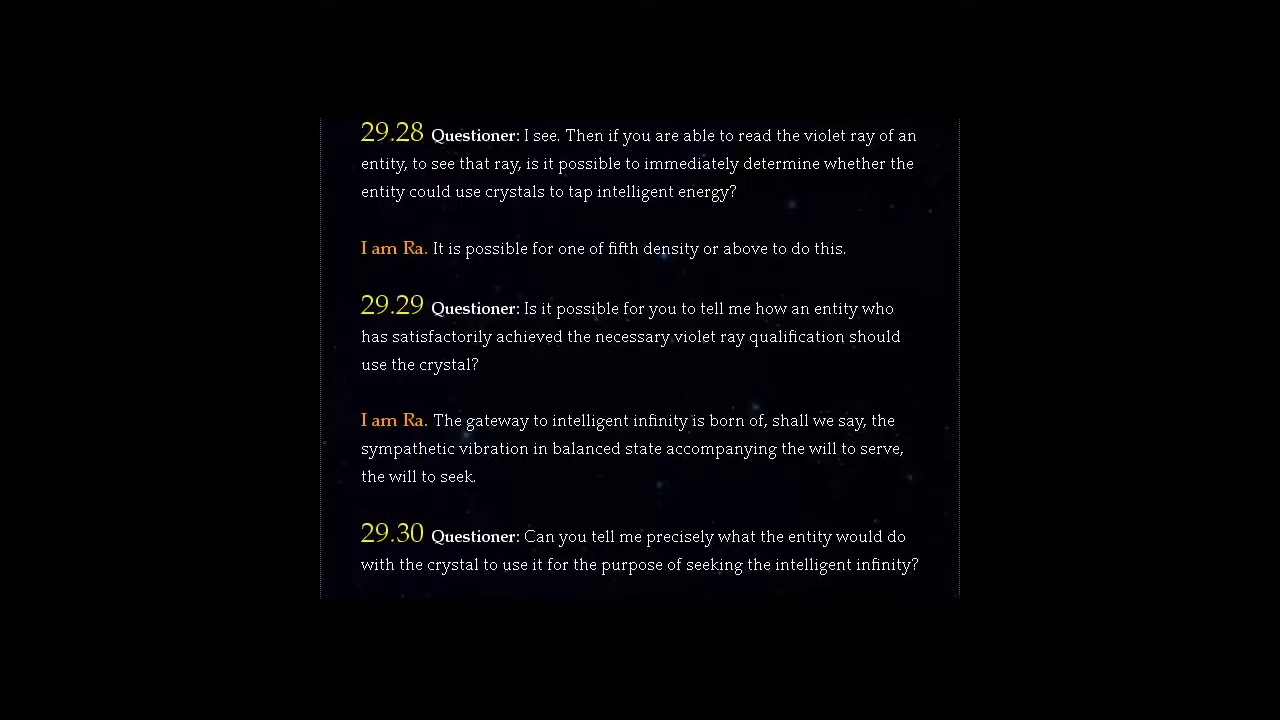 29.28 Questioner: I see. Then if you are able to read the violet ray of an
entity, to see that ray, is it possible to immediately determine whether the
entity could use crystals to tap intelligent energy?
I am Ra. It is possible for one of fifth density or above to do this.
29.29 Questioner: Is it possible for you to tell me how an entity who
has satisfactorily achieved the necessary violet ray qualification should
use the crystal?
I am Ra. The gateway to intelligent infinity is born of, shall we say, the
sympathetic vibration in balanced state accompanying the will to serve,
the will to seek.
29.30 Questioner: Can you tell me precisely what the entity would do
with the crystal to use it for the purpose of seeking the intelligent infinity?